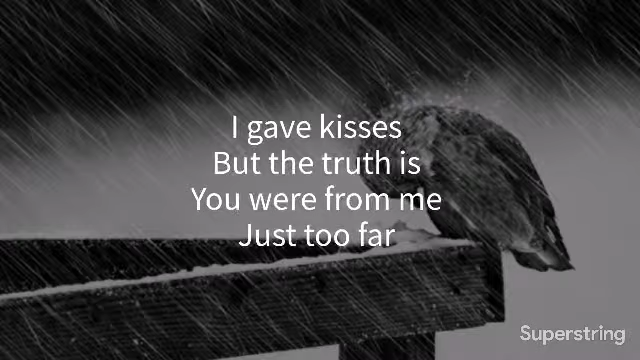 I gave kisses
But the truth is
You were from me
Just too far
Superstring